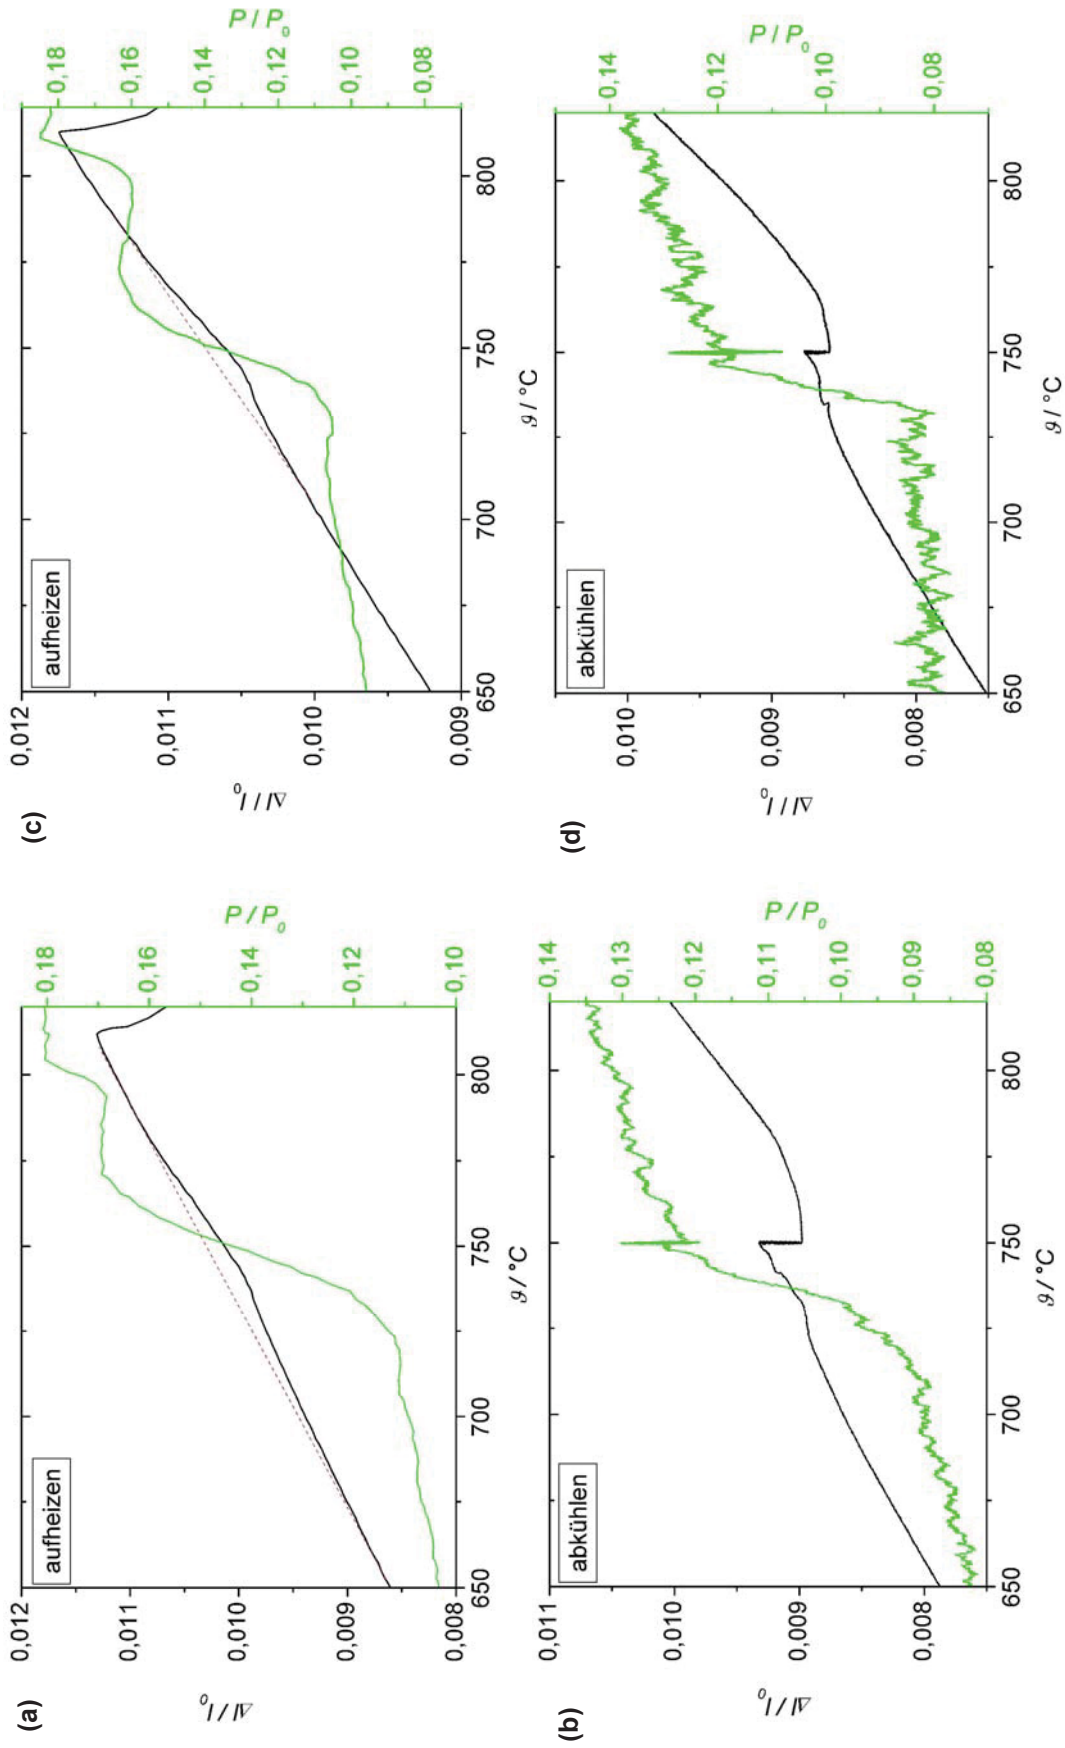 (a)
aufheizen
Δl / l0
0,012
0,011
0,010
0,009
0,008
650
700
750
800
ϑ / °C
P / P0
0,18
0,16
0,14
0,12
0,10
(b)
abkühlen
Δl / l0
0,011
0,010
0,009
0,008
650
700
750
800
ϑ / °C
P / P0
0,14
0,13
0,12
0,11
0,10
0,09
0,08
(c)
aufheizen
Δl / l0
0,012
0,011
0,010
0,009
650
700
750
800
ϑ / °C
P / P0
0,18
0,16
0,14
0,12
0,10
0,08
(d)
abkühlen
Δl / l0
0,010
0,009
0,008
650
700
750
800
ϑ / °C
P / P0
0,14
0,12
0,10
0,08